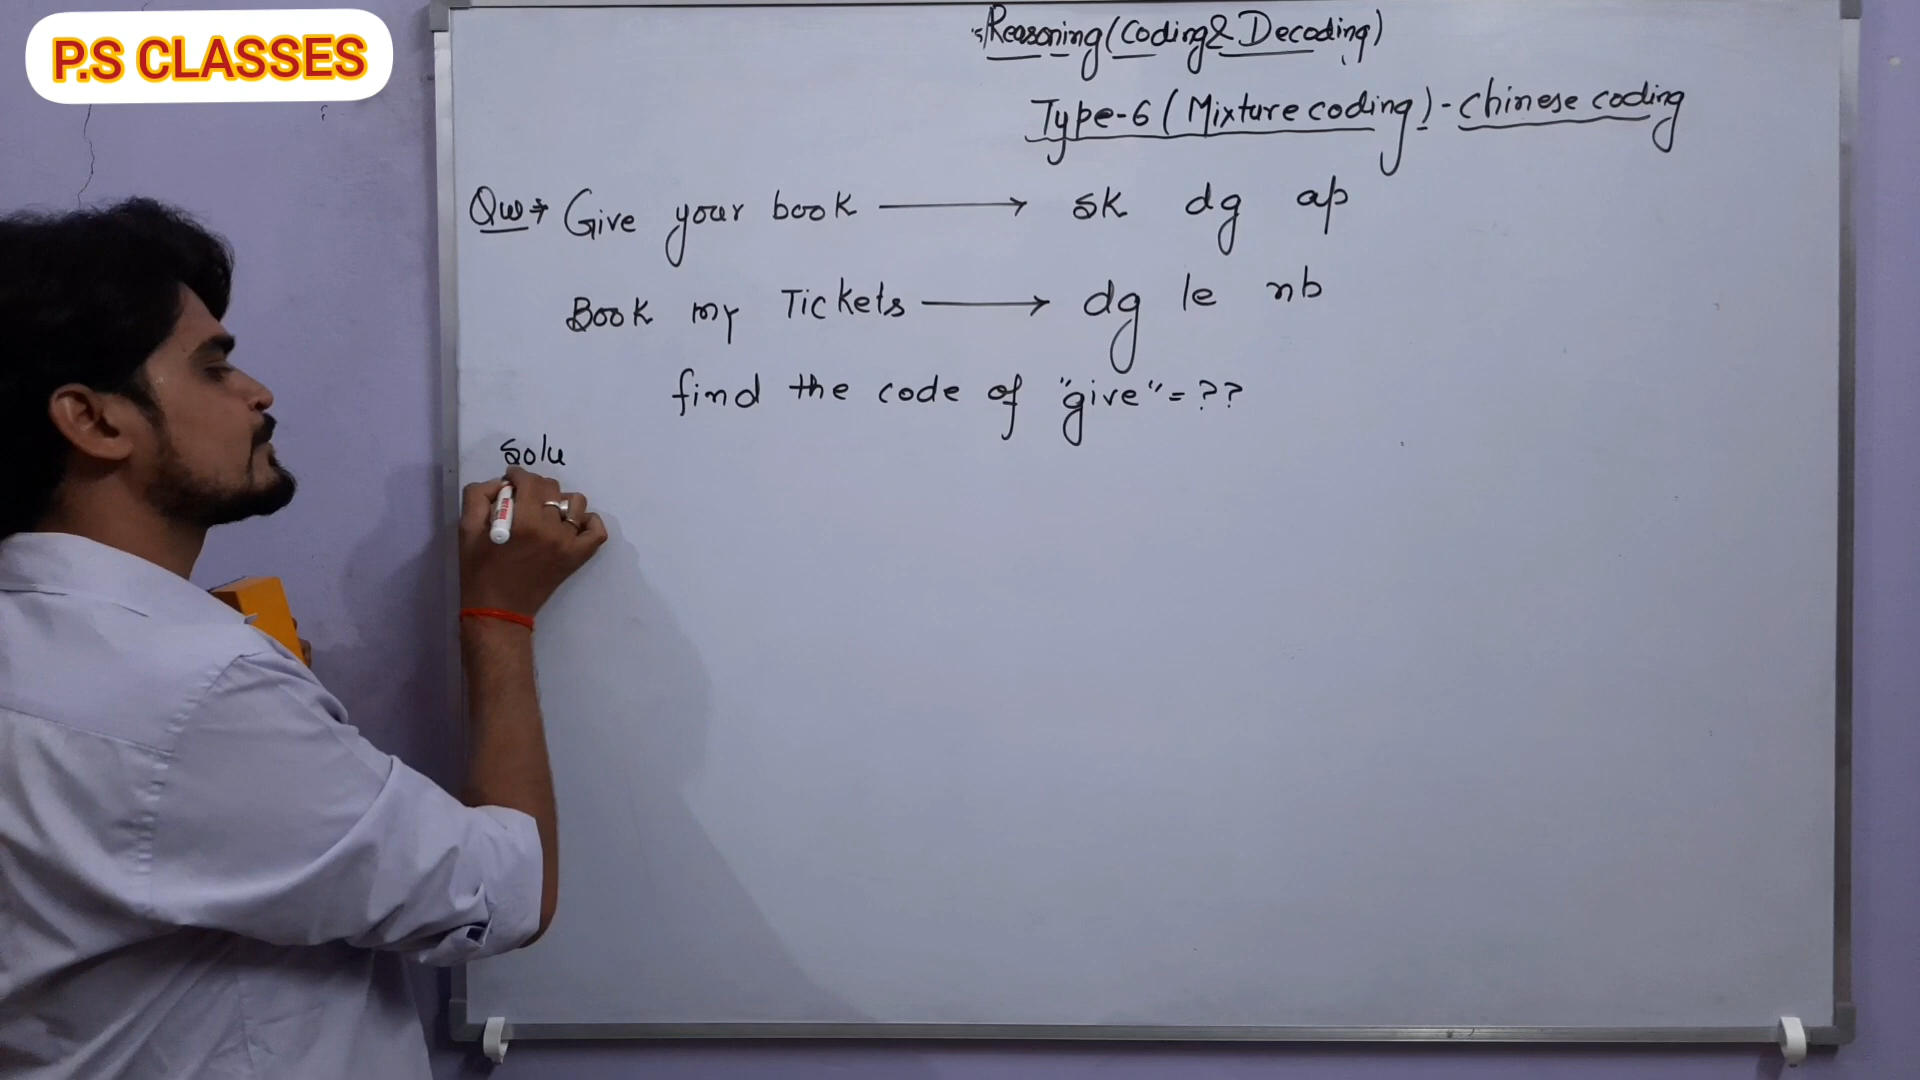 P.S CLASSES
Reasoning (Coding & Decoding)
Type-6 (Mixture coding) - Chinese coding
Qus → Give your book ⟶ sk dg ap
Book my Tickets ⟶ dg le nb
find the code of "give" = ??
Solu